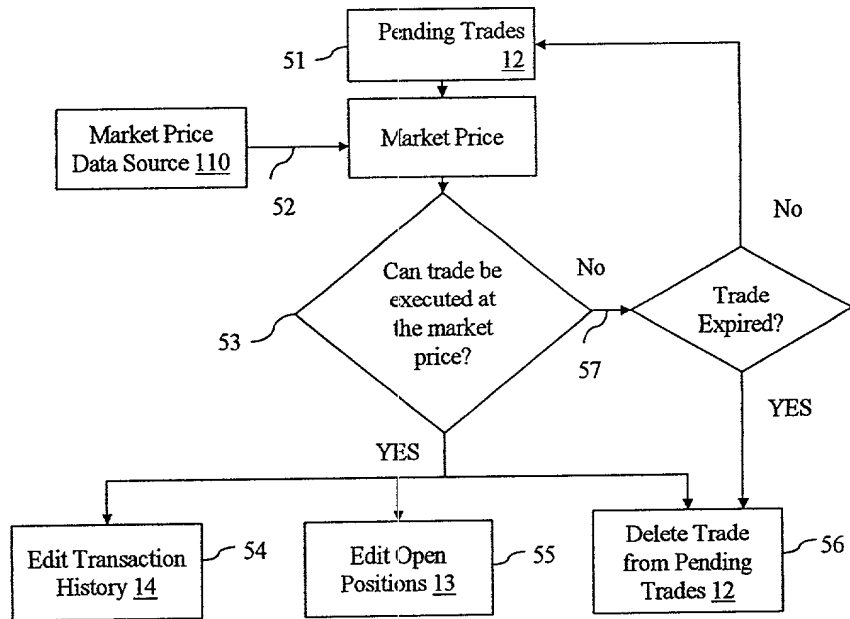 Pending Trades
12
51
Market Price
Data Source 110
Market Price
52
No
Can trade be
executed at
the market
price?
No
Trade
Expired?
53
57
YES
YES
Edit Transaction
History 14
54
Edit Open
Positions 13
55
Delete Trade
from Pending
Trades 12
56